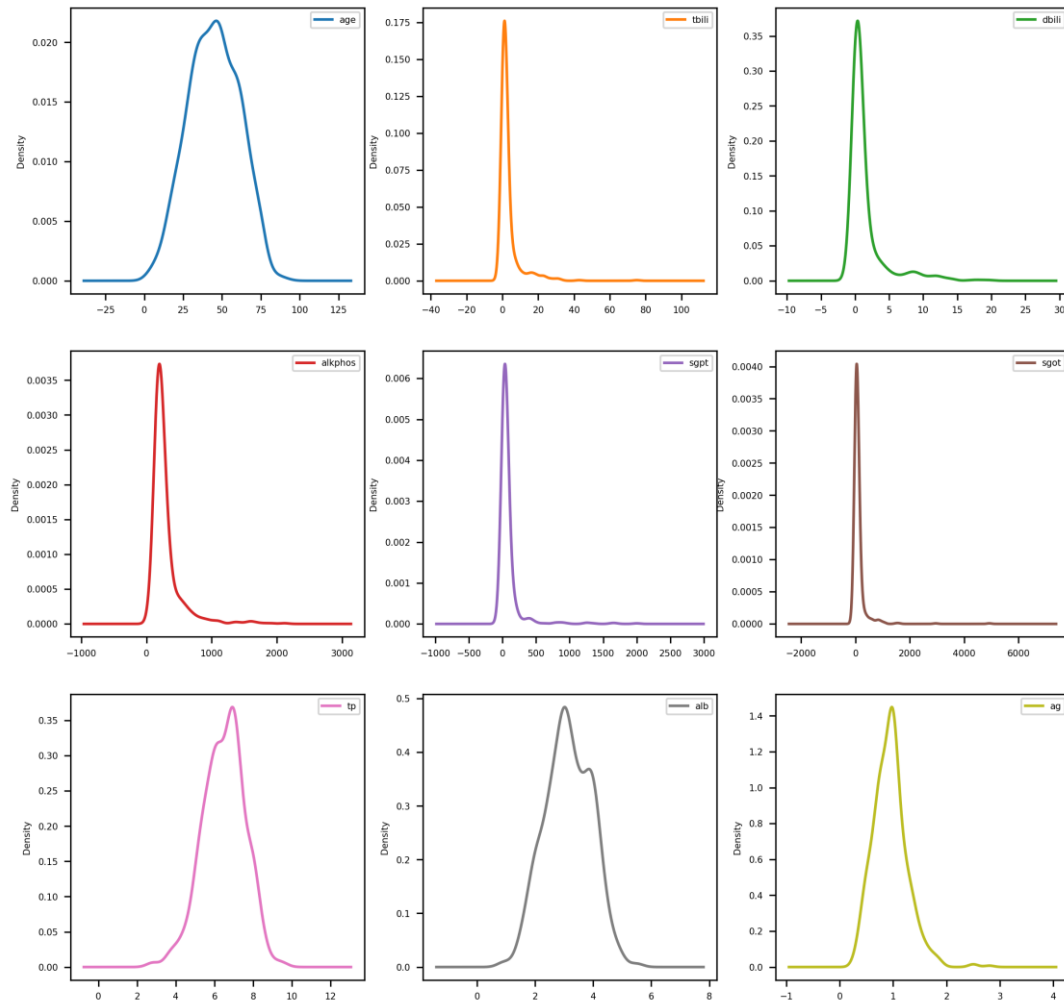 age
Density
0.020
0.015
0.010
0.005
0.000
−25 0 25 50 75 100 125
tbili
Density
0.175
0.150
0.125
0.100
0.075
0.050
0.025
0.000
−40 −20 0 20 40 60 80 100
dbili
Density
0.35
0.30
0.25
0.20
0.15
0.10
0.05
0.00
−10 −5 0 5 10 15 20 25 30
alkphos
Density
0.0035
0.0030
0.0025
0.0020
0.0015
0.0010
0.0005
0.0000
−1000 0 1000 2000 3000
sgpt
Density
0.006
0.005
0.004
0.003
0.002
0.001
0.000
−1000 −500 0 500 1000 1500 2000 2500 3000
sgot
Density
0.0040
0.0035
0.0030
0.0025
0.0020
0.0015
0.0010
0.0005
0.0000
−2000 0 2000 4000 6000
tp
Density
0.35
0.30
0.25
0.20
0.15
0.10
0.05
0.00
0 2 4 6 8 10 12
alb
Density
0.5
0.4
0.3
0.2
0.1
0.0
0 2 4 6 8
ag
Density
1.4
1.2
1.0
0.8
0.6
0.4
0.2
0.0
−1 0 1 2 3 4